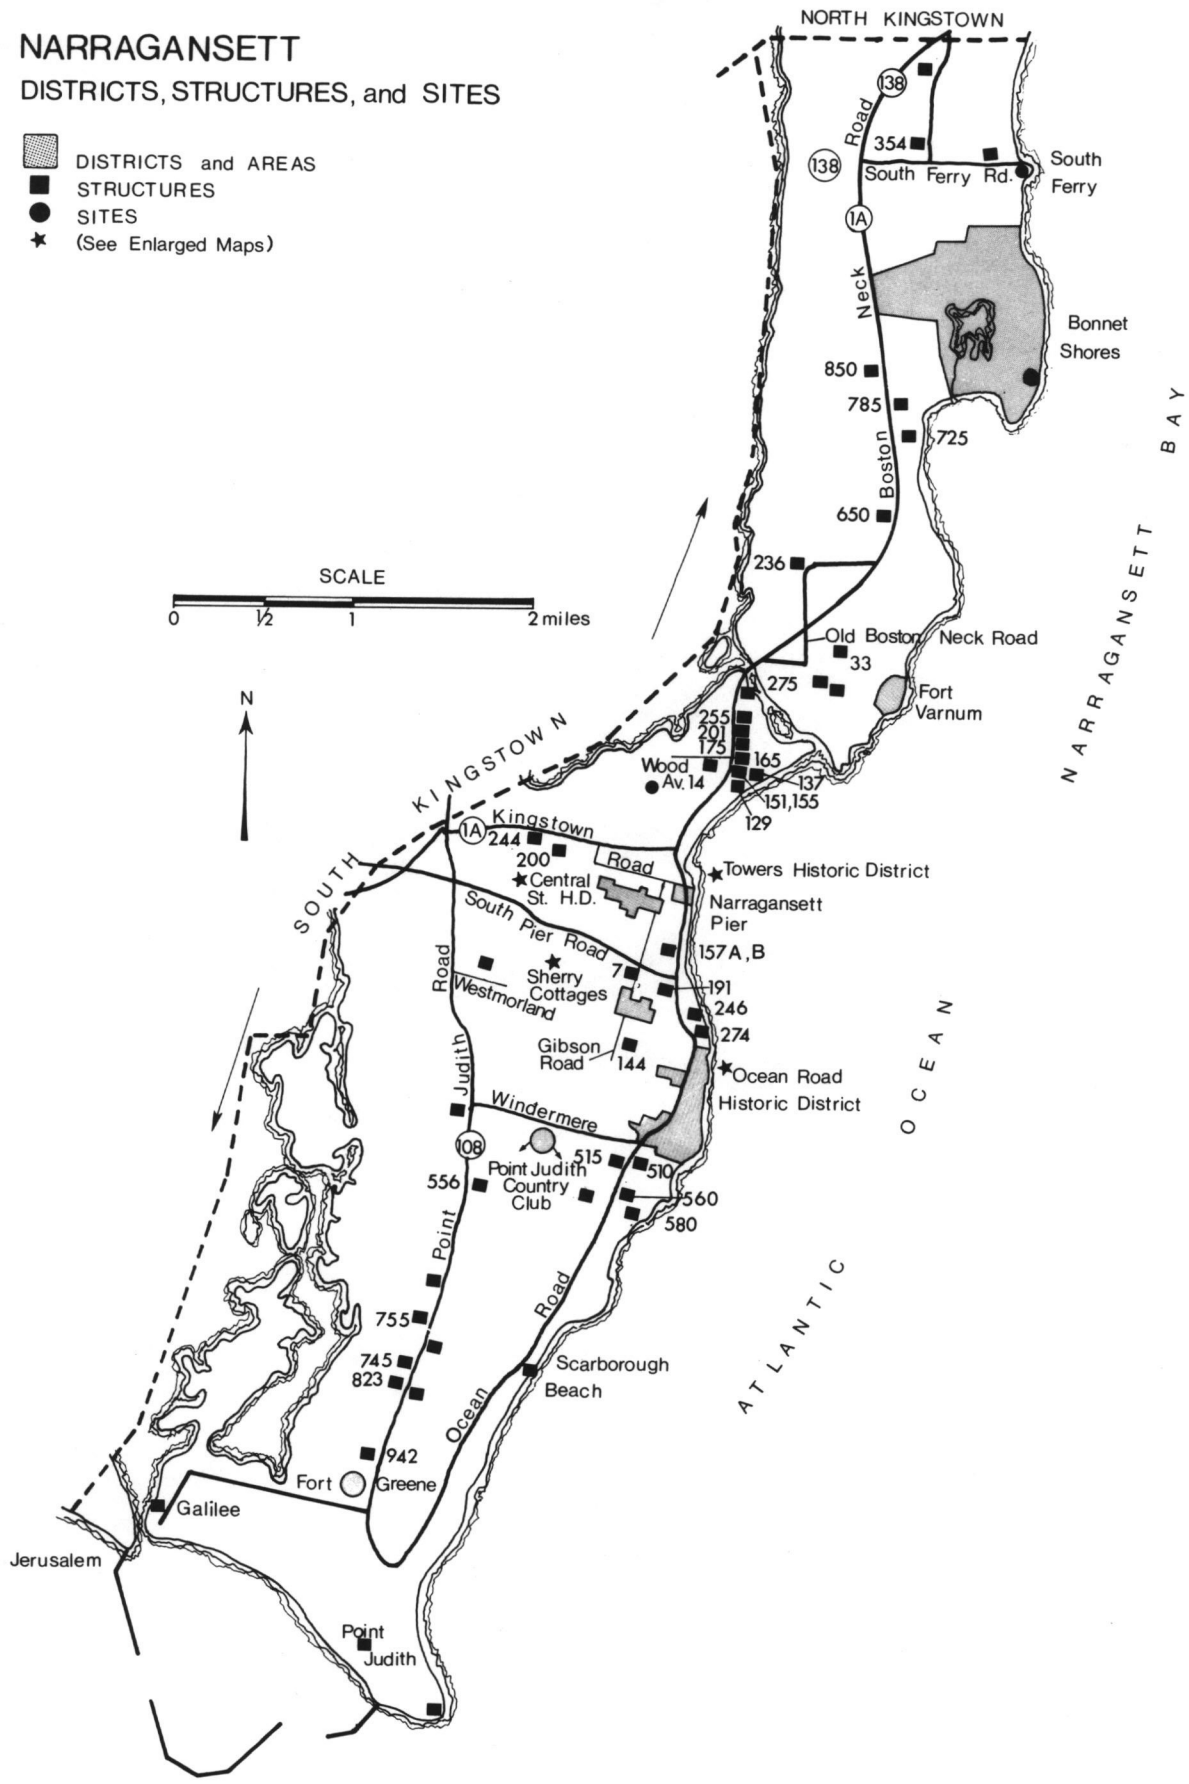 NORTH KINGSTOWN
NARRAGANSETT
DISTRICTS, STRUCTURES, and SITES
DISTRICTS and AREAS
STRUCTURES
SITES
(See Enlarged Maps)
138
Road
354
138
South Ferry Rd.
South
Ferry
1A
Neck
Bonnet
Shores
850
785
725
Boston
650
236
NARRAGANSETT BAY
SCALE
0 1/2 1 2 miles
Old Boston Neck Road
33
275
Fort
Varnum
N
255
201
175
165
Wood
Av. 14
137
151,155
129
SOUTH KINGSTOWN
1A
Kingstown
Road
244
200
Central
St. H.D.
Towers Historic District
Narragansett
Pier
South Pier Road
157A,B
7
Sherry
Cottages
191
246
274
Road
Westmorland
Gibson
Road
144
Ocean Road
Historic District
Judith
Windermere
108
Point Judith
Country
Club
515
510
556
560
580
Point
Road
755
745
823
Scarborough
Beach
Ocean
942
Fort Greene
Galilee
Jerusalem
Point
Judith
ATLANTIC OCEAN